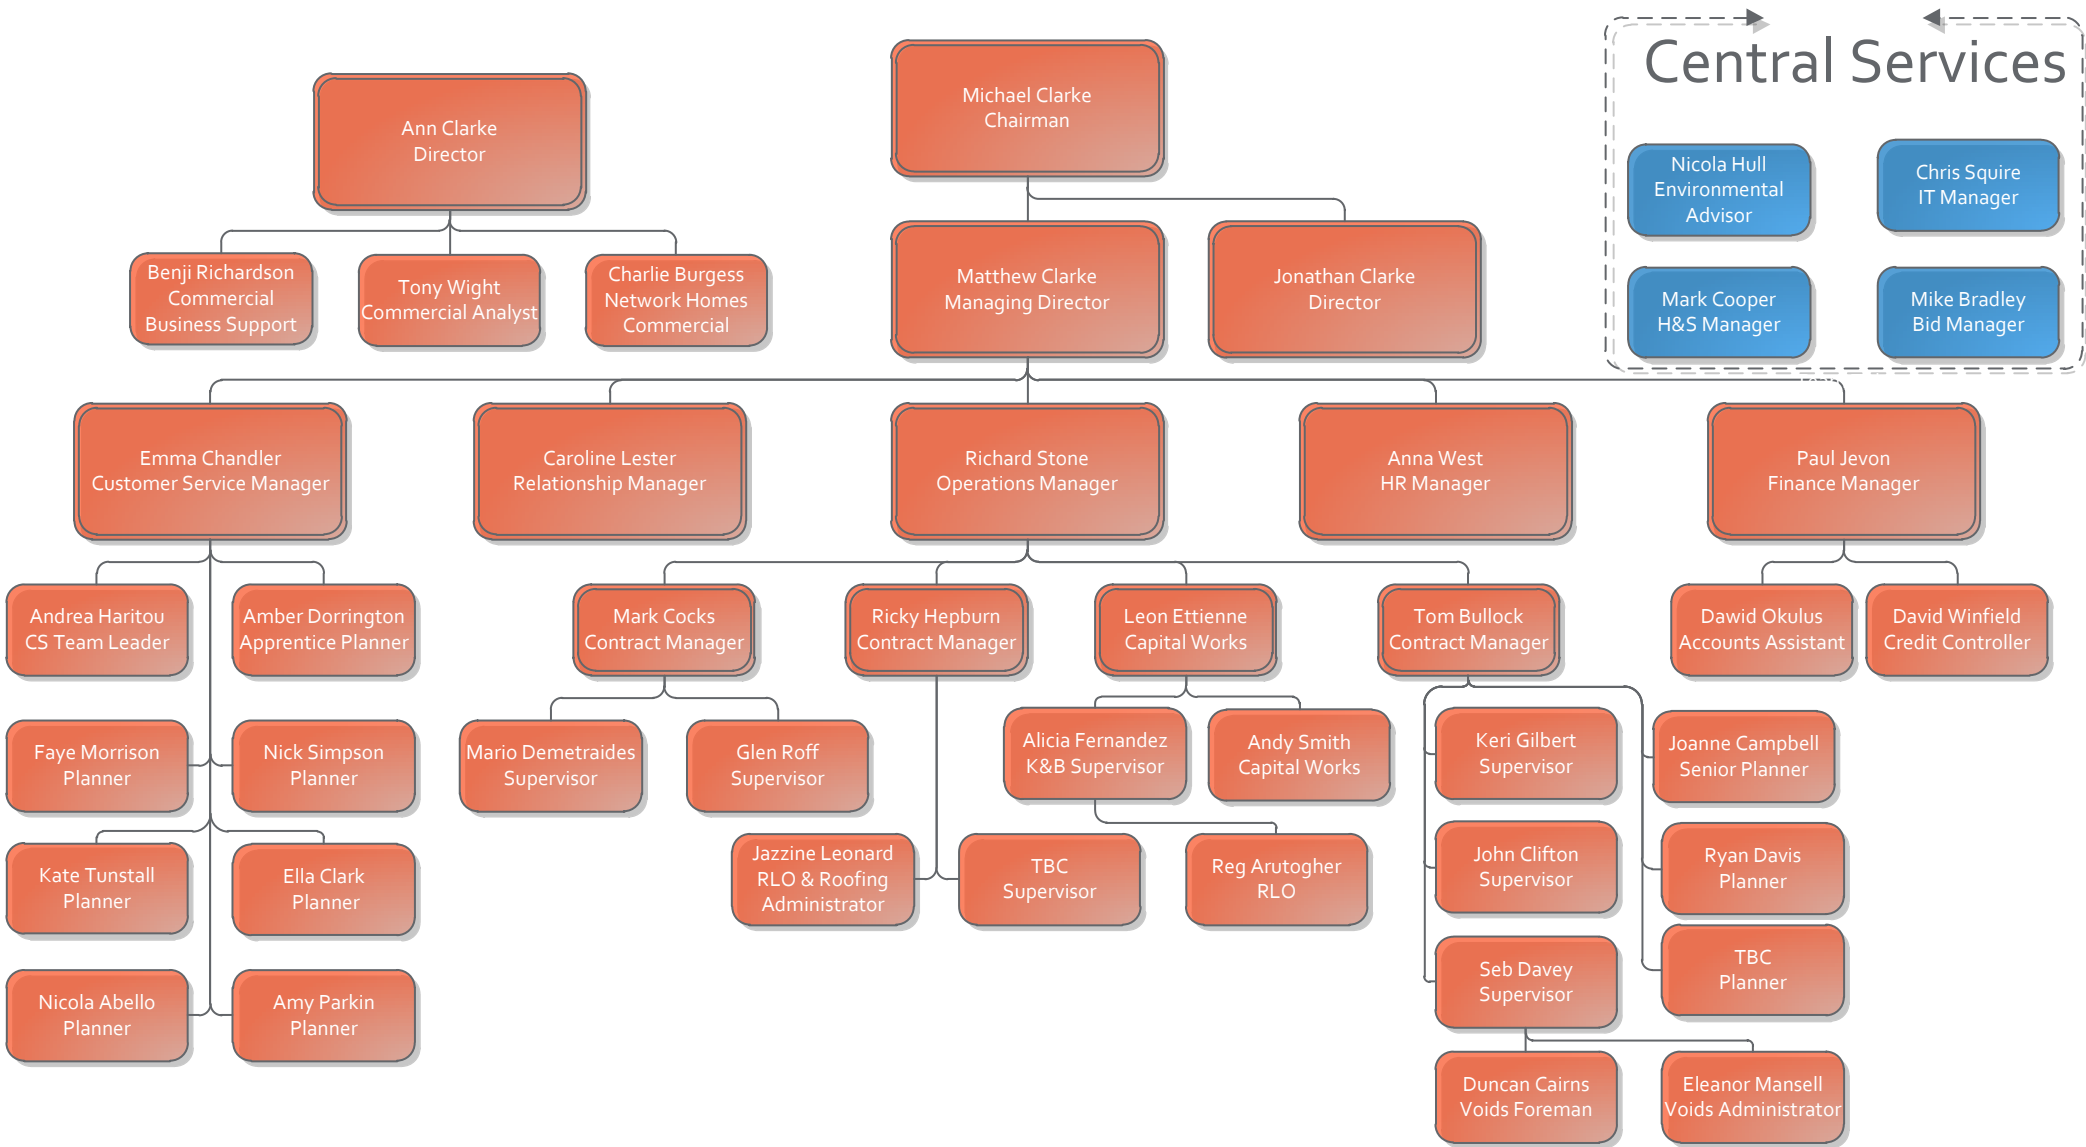 Central Services
Michael Clarke
Chairman
Ann Clarke
Director
Nicola Hull
Environmental
Advisor
Chris Squire
IT Manager
Benji Richardson
Commercial
Business Support
Tony Wight
Commercial Analyst
Charlie Burgess
Network Homes
Commercial
Matthew Clarke
Managing Director
Jonathan Clarke
Director
Mark Cooper
H&S Manager
Mike Bradley
Bid Manager
Emma Chandler
Customer Service Manager
Caroline Lester
Relationship Manager
Richard Stone
Operations Manager
Anna West
HR Manager
Paul Jevon
Finance Manager
Andrea Haritou
CS Team Leader
Amber Dorrington
Apprentice Planner
Mark Cocks
Contract Manager
Ricky Hepburn
Contract Manager
Leon Ettienne
Capital Works
Tom Bullock
Contract Manager
Dawid Okulus
Accounts Assistant
David Winfield
Credit Controller
Faye Morrison
Planner
Nick Simpson
Planner
Mario Demetraides
Supervisor
Glen Roff
Supervisor
Alicia Fernandez
K&B Supervisor
Andy Smith
Capital Works
Keri Gilbert
Supervisor
Joanne Campbell
Senior Planner
Kate Tunstall
Planner
Ella Clark
Planner
Jazzine Leonard
RLO & Roofing
Administrator
TBC
Supervisor
Reg Arutogher
RLO
John Clifton
Supervisor
Ryan Davis
Planner
Nicola Abello
Planner
Amy Parkin
Planner
Seb Davey
Supervisor
TBC
Planner
Duncan Cairns
Voids Foreman
Eleanor Mansell
Voids Administrator